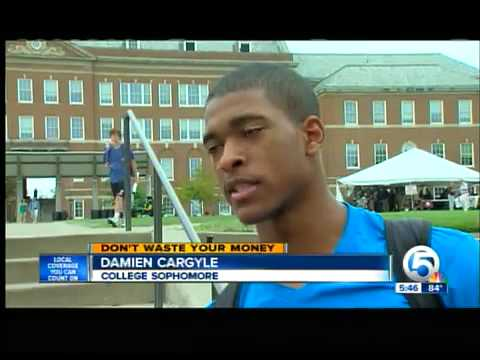 DON'T WASTE YOUR MONEY
LOCAL
COVERAGE
YOU CAN
COUNT ON
DAMIEN CARGYLE
COLLEGE SOPHOMORE
5
5:46 84°